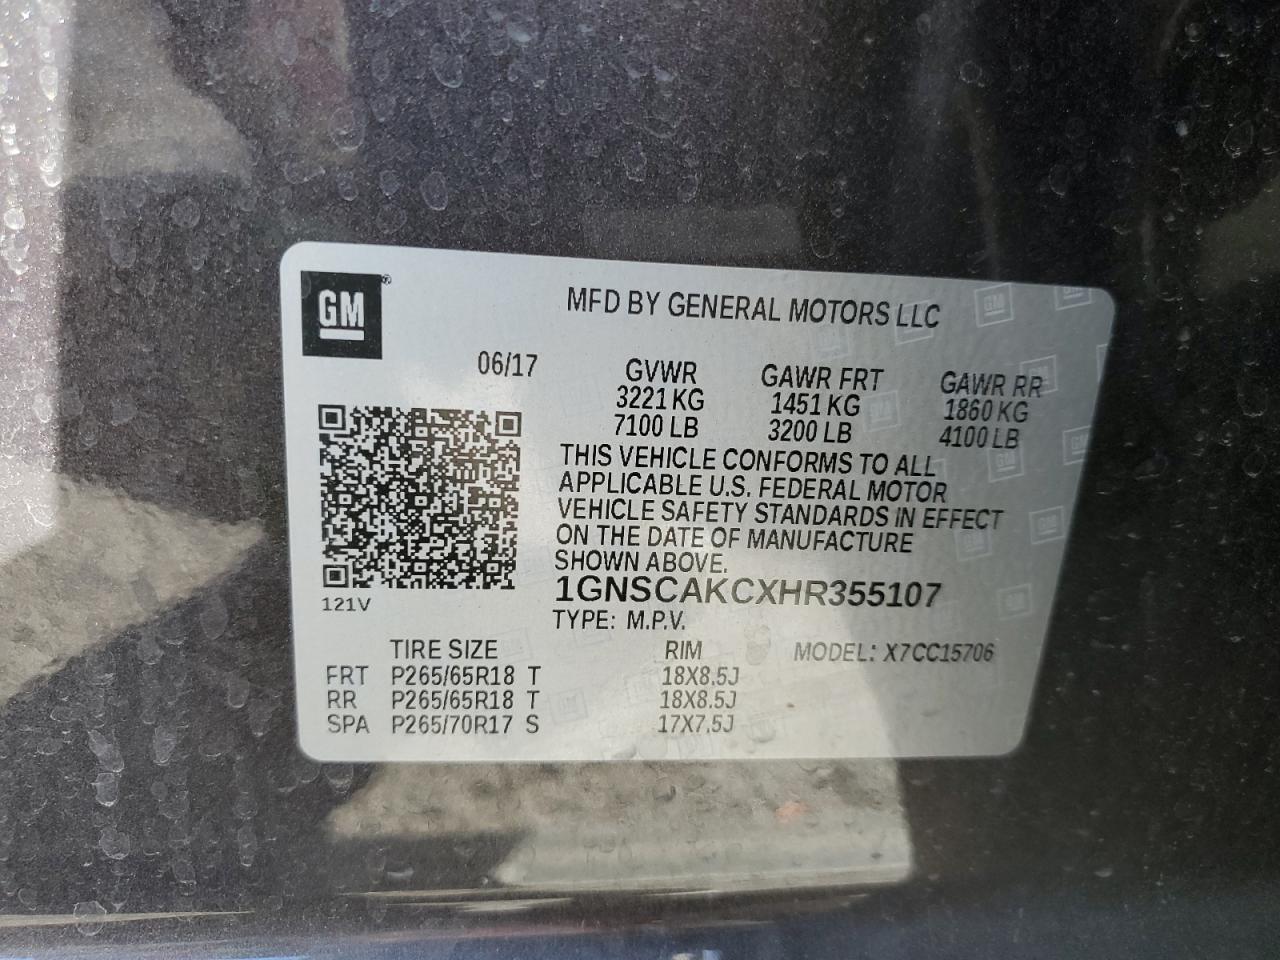 GM ®
MFD BY GENERAL MOTORS LLC
06/17
GVWR GAWR FRT GAWR RR
3221 KG 1451 KG 1860 KG
7100 LB 3200 LB 4100 LB
THIS VEHICLE CONFORMS TO ALL
APPLICABLE U.S. FEDERAL MOTOR
VEHICLE SAFETY STANDARDS IN EFFECT
ON THE DATE OF MANUFACTURE
SHOWN ABOVE.
1GNSCAKCXHR355107
121V
TYPE: M.P.V.
TIRE SIZE RIM MODEL: X7CC15706
FRT P265/65R18 T 18X8.5J
RR P265/65R18 T 18X8.5J
SPA P265/70R17 S 17X7.5J